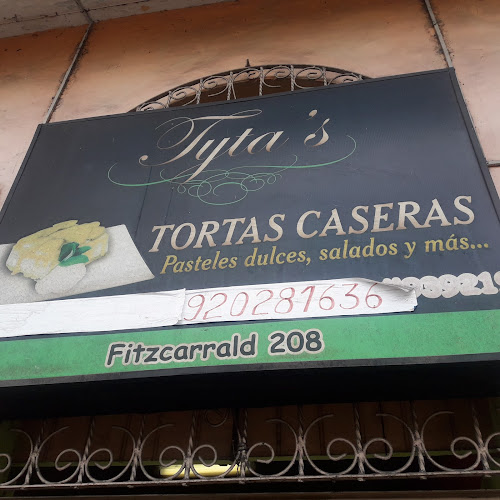 Tyta's
TORTAS CASERAS
Pasteles dulces, salados y más...
920281636
Fitzcarrald 208